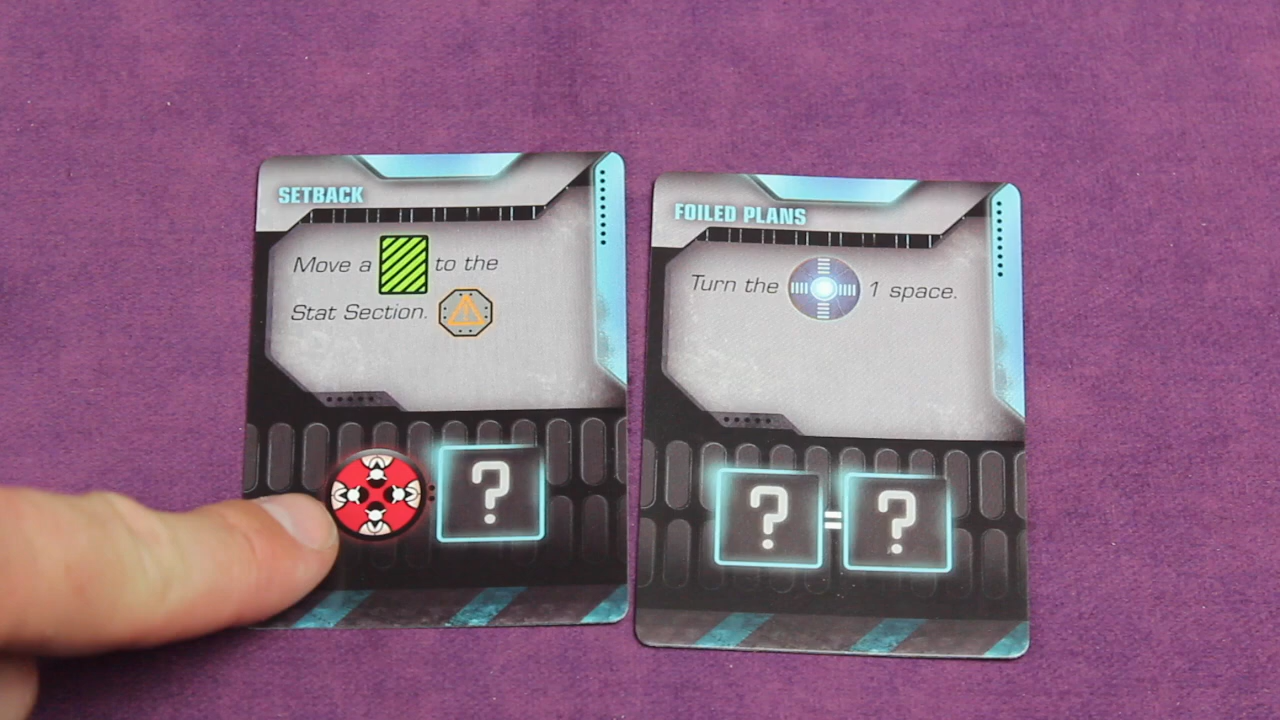 SETBACK
Move a to the
Stat Section.
?
FOILED PLANS
Turn the 1 space.
? = ?